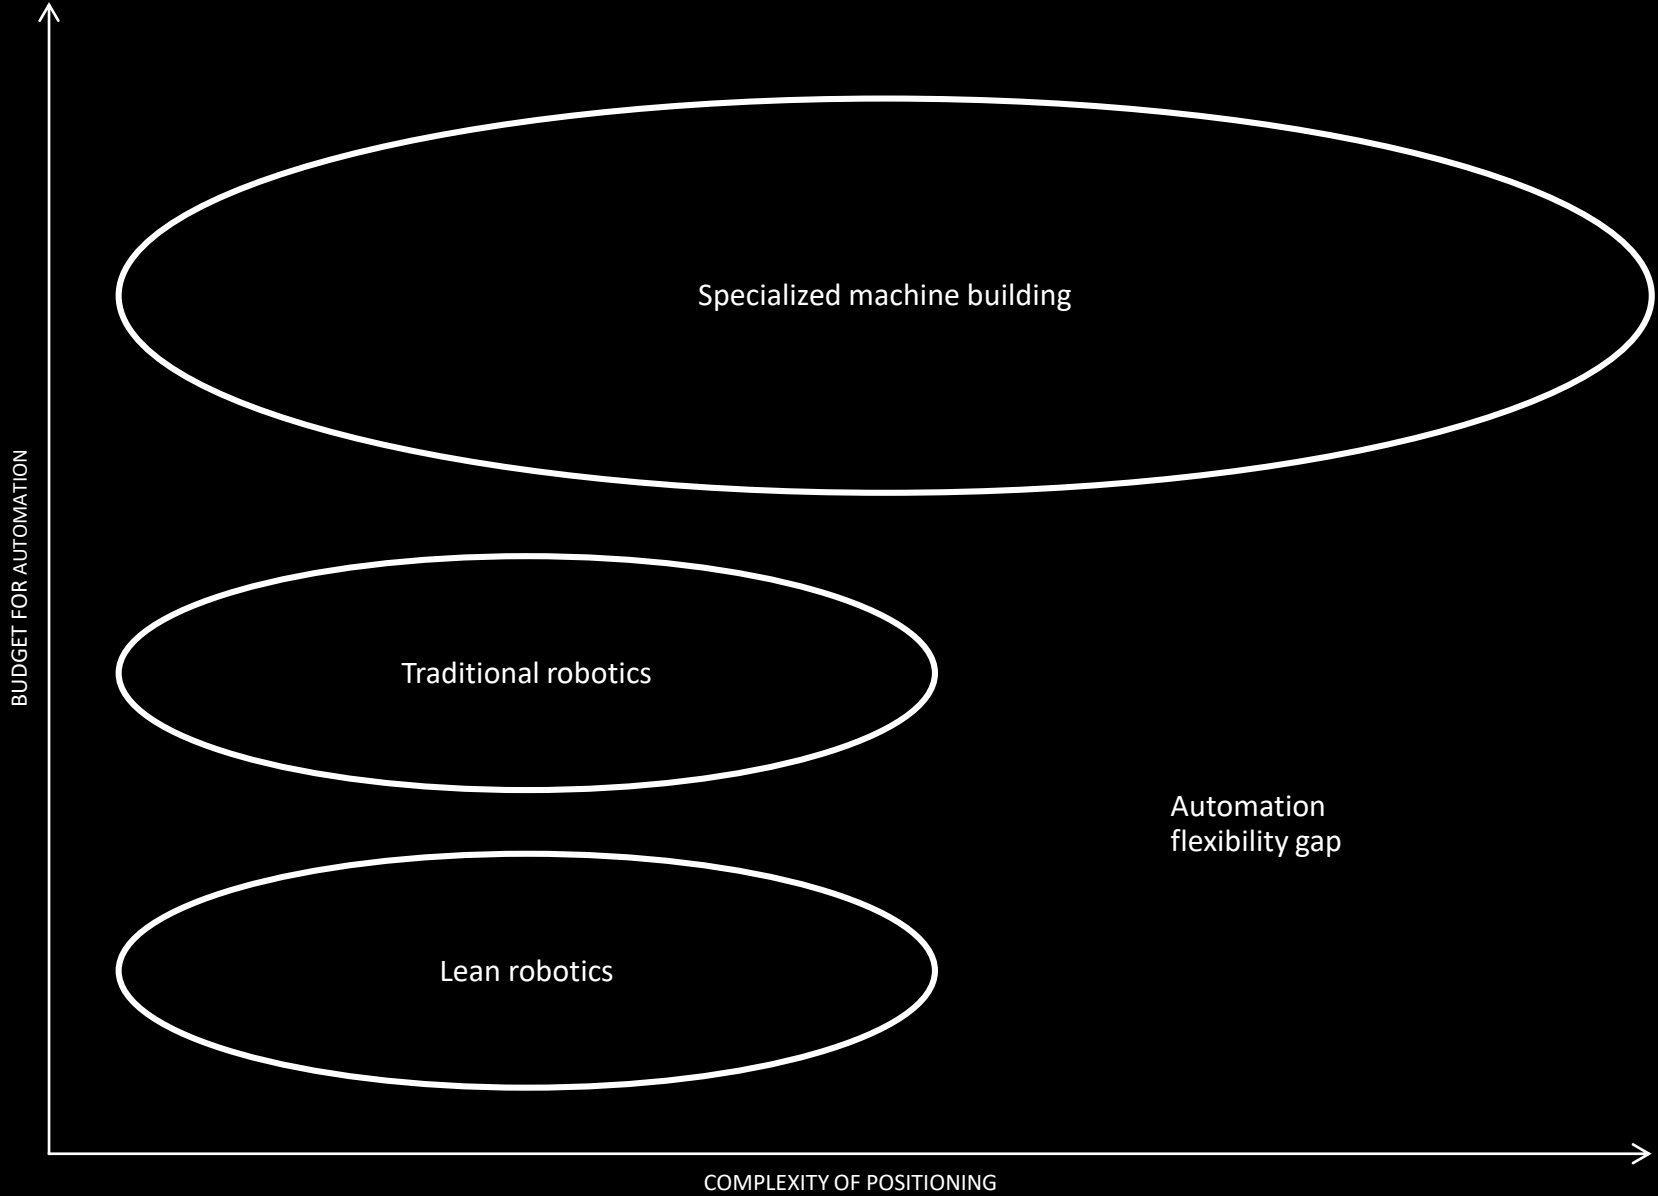 Specialized machine building
BUDGET FOR AUTOMATION
Traditional robotics
Automation
flexibility gap
Lean robotics
COMPLEXITY OF POSITIONING